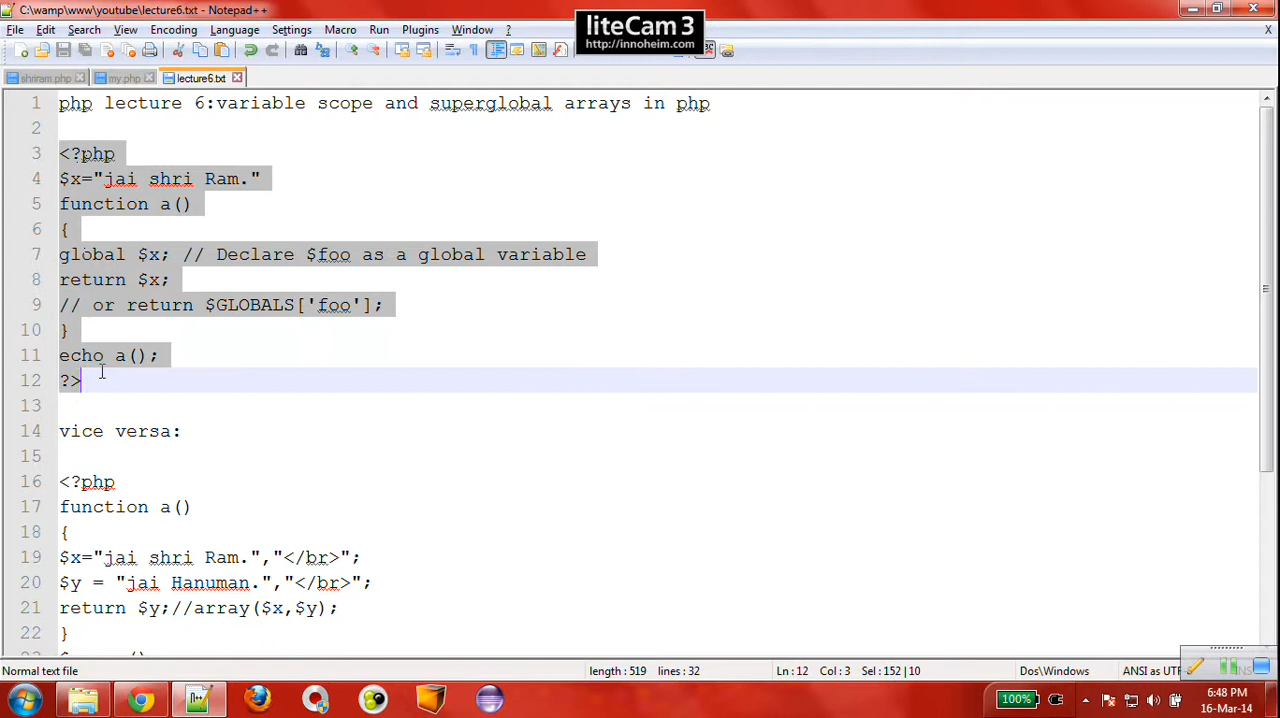 C:\wamp\www\youtube\lecture6.txt - Notepad++
liteCam 3
http://innoheim.com
File Edit Search View Encoding Language Settings Macro Run Plugins Window ? X
shriram.php my.php lecture6.txt
1 php lecture 6:variable scope and superglobal arrays in php
2
3 <?php
4 $x="jai shri Ram."
5 function a()
6 {
7 global $x; // Declare $foo as a global variable
8 return $x;
9 // or return $GLOBALS['foo'];
10 }
11 echo a();
12 ?>
13
14 vice versa:
15
16 <?php
17 function a()
18 {
19 $x="jai shri Ram.","</br>";
20 $y = "jai Hanuman.","</br>";
21 return $y;//array($x,$y);
22 }
Normal text file length : 519 lines : 32 Ln : 12 Col : 3 Sel : 152 | 10 Dos\Windows ANSI as UTF
100% 6:48 PM
16-Mar-14